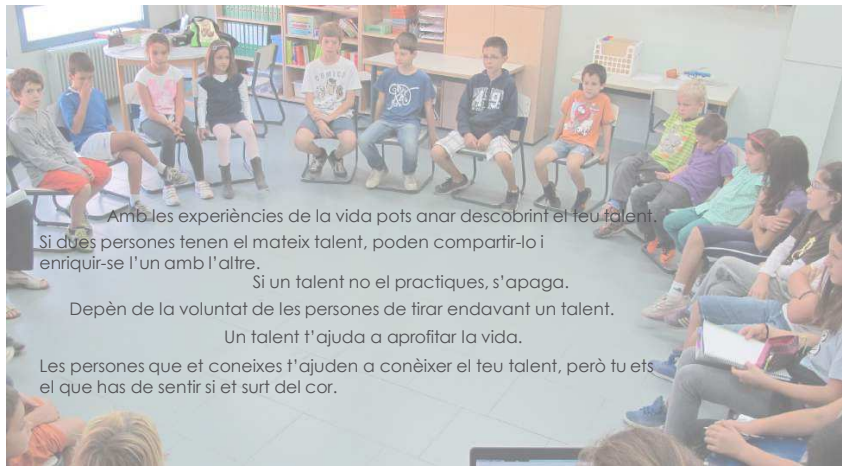 Amb les experiències de la vida pots anar descobrint el teu talent.
Si dues persones tenen el mateix talent, poden compartir-lo i
enriquir-se l'un amb l'altre.
Si un talent no el practiques, s'apaga.
Depèn de la voluntat de les persones de tirar endavant un talent.
Un talent t'ajuda a aprofitar la vida.
Les persones que et coneixes t'ajuden a conèixer el teu talent, però tu ets
el que has de sentir si et surt del cor.